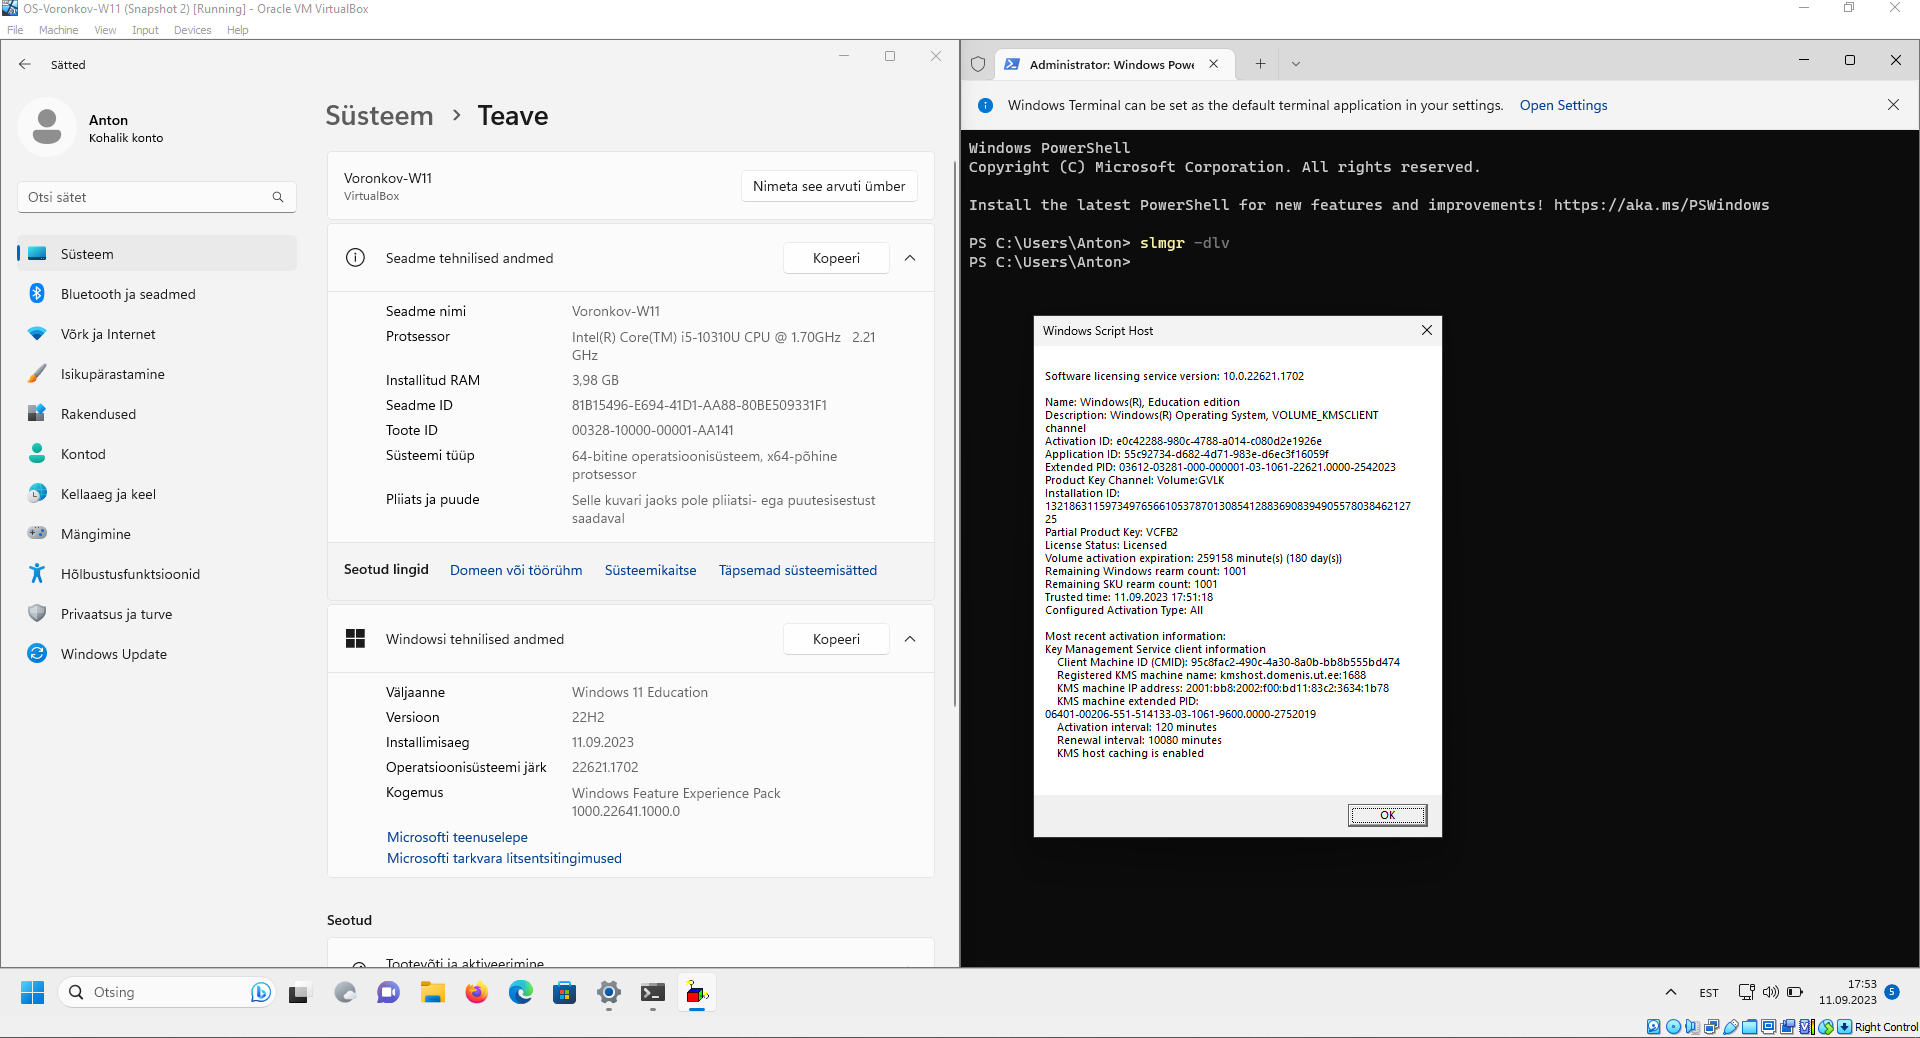 OS-Voronkov-W11 (Snapshot 2) [Running] - Oracle VM VirtualBox
File Machine View Input Devices Help
Sätted
Anton
Kohalik konto
Otsi sätet
Süsteem
Bluetooth ja seadmed
Võrk ja Internet
Isikupärastamine
Rakendused
Kontod
Kellaaeg ja keel
Mängimine
Hõlbustusfunktsioonid
Privaatsus ja turve
Windows Update
Süsteem > Teave
Voronkov-W11
VirtualBox
Nimeta see arvuti ümber
Seadme tehnilised andmed
Kopeeri
Seadme nimi Voronkov-W11
Protsessor Intel(R) Core(TM) i5-10310U CPU @ 1.70GHz 2.21
GHz
Installitud RAM 3,98 GB
Seadme ID 81B15496-E694-41D1-AA88-80BE509331F1
Toote ID 00328-10000-00001-AA141
Süsteemi tüüp 64-bitine operatsioonisüsteem, x64-põhine
protsessor
Pliiats ja puude Selle kuvari jaoks pole pliiatsi- ega puutesisestust
saadaval
Seotud lingid Domeen või töörühm Süsteemikaitse Täpsemad süsteemisätted
Windowsi tehnilised andmed
Kopeeri
Väljaanne Windows 11 Education
Versioon 22H2
Installimisaeg 11.09.2023
Operatsioonisüsteemi järk 22621.1702
Kogemus Windows Feature Experience Pack
1000.22641.1000.0
Microsofti teenuselepe
Microsofti tarkvara litsentsitingimused
Seotud
Tootevõti ja aktiveerimine
Administrator: Windows Powe
Windows Terminal can be set as the default terminal application in your settings. Open Settings
Windows PowerShell
Copyright (C) Microsoft Corporation. All rights reserved.
Install the latest PowerShell for new features and improvements! https://aka.ms/PSWindows
PS C:\Users\Anton> slmgr -dlv
PS C:\Users\Anton>
Windows Script Host
Software licensing service version: 10.0.22621.1702
Name: Windows(R), Education edition
Description: Windows(R) Operating System, VOLUME_KMSCLIENT
channel
Activation ID: e0c42288-980c-4788-a014-c080d2e1926e
Application ID: 55c92734-d682-4d71-983e-d6ec3f16059f
Extended PID: 03612-03281-000-000001-03-1061-22621.0000-2542023
Product Key Channel: Volume:GVLK
Installation ID:
132186311597349765661053787013085412883690839490557803846212​7
25
Partial Product Key: VCFB2
License Status: Licensed
Volume activation expiration: 259158 minute(s) (180 day(s))
Remaining Windows rearm count: 1001
Remaining SKU rearm count: 1001
Trusted time: 11.09.2023 17:51:18
Configured Activation Type: All
Most recent activation information:
Key Management Service client information
Client Machine ID (CMID): 95c8fac2-490c-4a30-8a0b-bb8b555bd474
Registered KMS machine name: kmshost.domenis.ut.ee:1688
KMS machine IP address: 2001:bb8:2002:f00:bd11:83c2:3634:1b78
KMS machine extended PID:
06401-00206-551-514133-03-1061-9600.0000-2752019
Activation interval: 120 minutes
Renewal interval: 10080 minutes
KMS host caching is enabled
OK
Otsing
EST
17:53
11.09.2023
5
Right Control